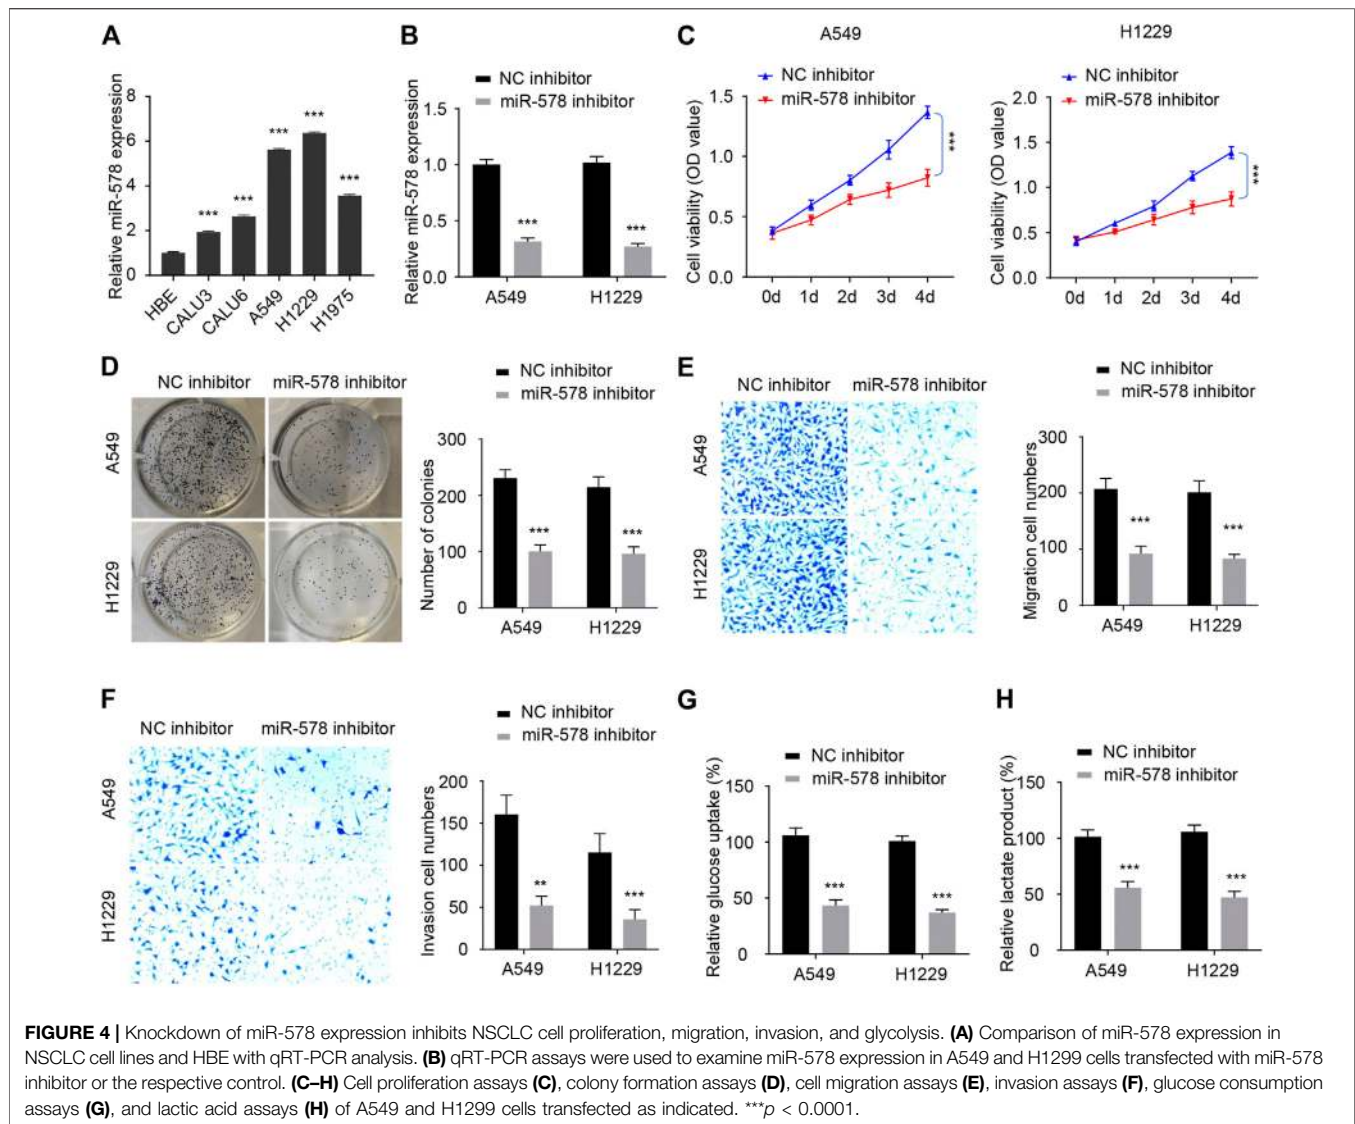 A
Relative miR-578 expression
8
6
4
2
0
***
***
***
***
***
HBE
CALU3
CALU6
A549
H1229
H1975
B
NC inhibitor
miR-578 inhibitor
Relative miR-578 expression
1.5
1.0
0.5
0.0
***
***
A549
H1229
C
A549
NC inhibitor
miR-578 inhibitor
Cell viability (OD value)
1.5
1.0
0.5
0.0
***
0d 1d 2d 3d 4d
H1229
NC inhibitor
miR-578 inhibitor
Cell viability (OD value)
2.0
1.5
1.0
0.5
0.0
***
0d 1d 2d 3d 4d
D
NC inhibitor miR-578 inhibitor
A549
H1229
NC inhibitor
miR-578 inhibitor
Number of colonies
300
200
100
0
***
***
A549
H1229
E
NC inhibitor miR-578 inhibitor
A549
H1229
NC inhibitor
miR-578 inhibitor
Migration cell numbers
300
200
100
0
***
***
A549
H1229
F
NC inhibitor miR-578 inhibitor
A549
H1229
NC inhibitor
miR-578 inhibitor
Invasion cell numbers
200
150
100
50
0
**
***
A549
H1229
G
NC inhibitor
miR-578 inhibitor
Relative glucose uptake (%)
150
100
50
0
***
***
A549
H1229
H
NC inhibitor
miR-578 inhibitor
Relative lactate product (%)
150
100
50
0
***
***
A549
H1229
FIGURE 4 | Knockdown of miR-578 expression inhibits NSCLC cell proliferation, migration, invasion, and glycolysis. (A) Comparison of miR-578 expression in
NSCLC cell lines and HBE with qRT-PCR analysis. (B) qRT-PCR assays were used to examine miR-578 expression in A549 and H1299 cells transfected with miR-578
inhibitor or the respective control. (C–H) Cell proliferation assays (C), colony formation assays (D), cell migration assays (E), invasion assays (F), glucose consumption
assays (G), and lactic acid assays (H) of A549 and H1299 cells transfected as indicated. ***p < 0.0001.